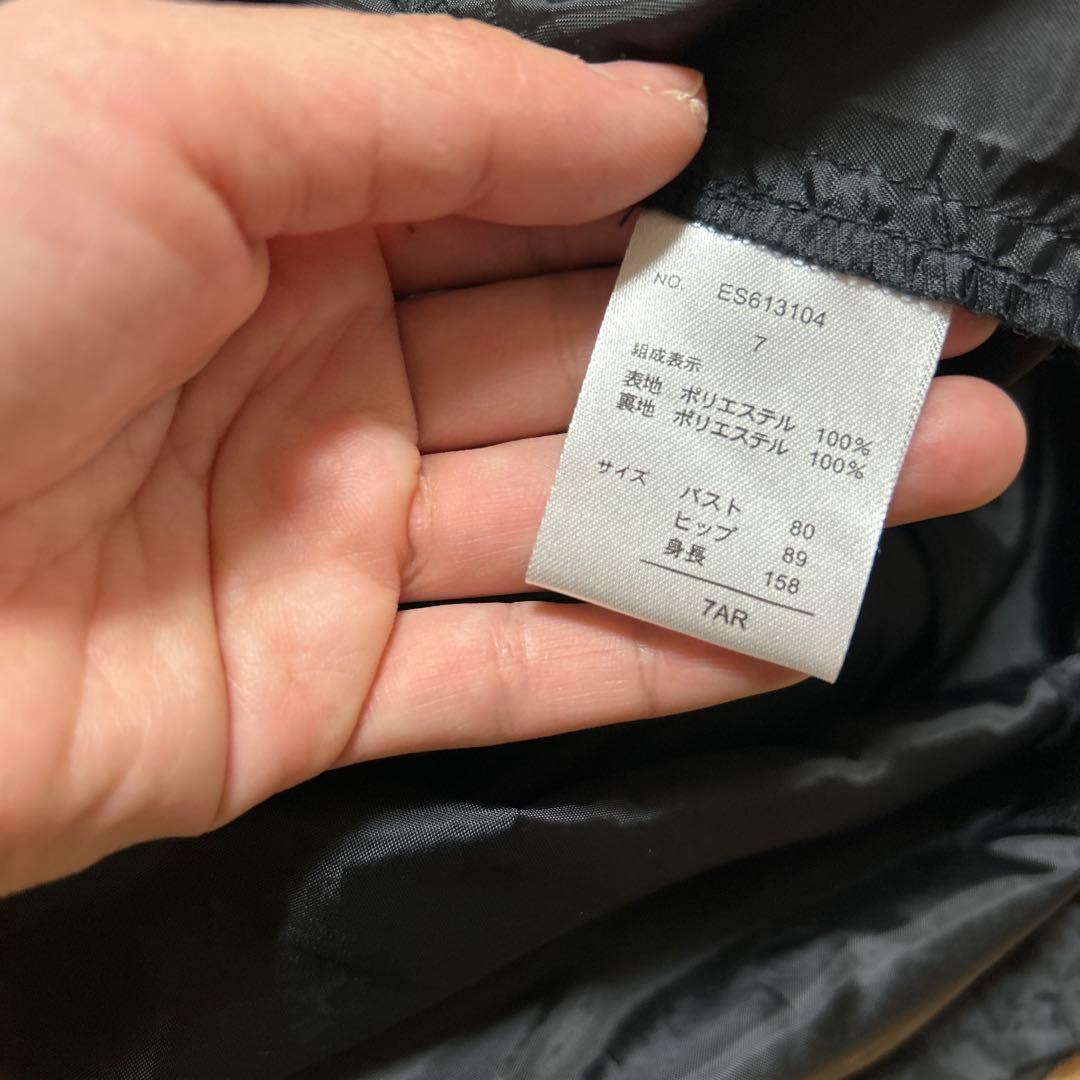 NO. ES613104
7
組成表示
表地 ポリエステル 100%
裏地 ポリエステル 100%
サイズ バスト 80
ヒップ 89
身長 158
7AR